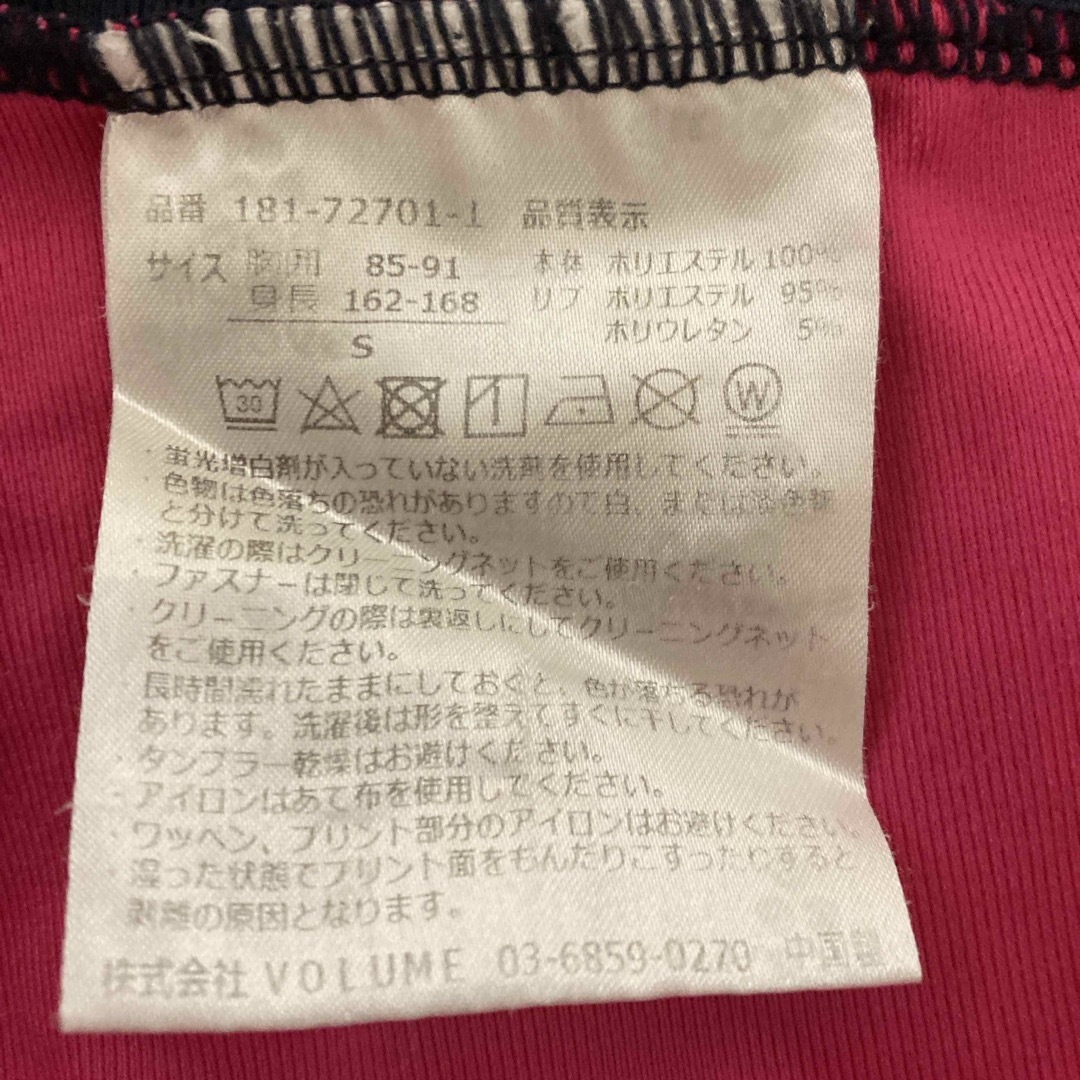 品番 181-72701-1 品質表示
サイズ 胸囲 85-91 本体 ポリエステル 100%
身長 162-168 リブ ポリエステル 95%
ポリウレタン 5%
S
30 W
・蛍光増白剤が入っていない洗剤を使用してください。
・色物は色落ちの恐れがありますので白、または淡色物
と分けて洗ってください。
・洗濯の際はクリーニングネットをご使用ください。
・ファスナーは閉じて洗ってください。
・クリーニングの際は裏返しにしてクリーニングネット
をご使用ください。
長時間濡れたままにしておくと、色が落ちる恐れが
あります。洗濯後は形を整えてすぐに干してください。
・タンブラー乾燥はお避けください。
・アイロンはあて布を使用してください。
・ワッペン、プリント部分のアイロンはお避けください。
・湿った状態でプリント面をもんだりこすったりすると
剥離の原因となります。
株式会社 VOLUME 03-6859-0270 中国製